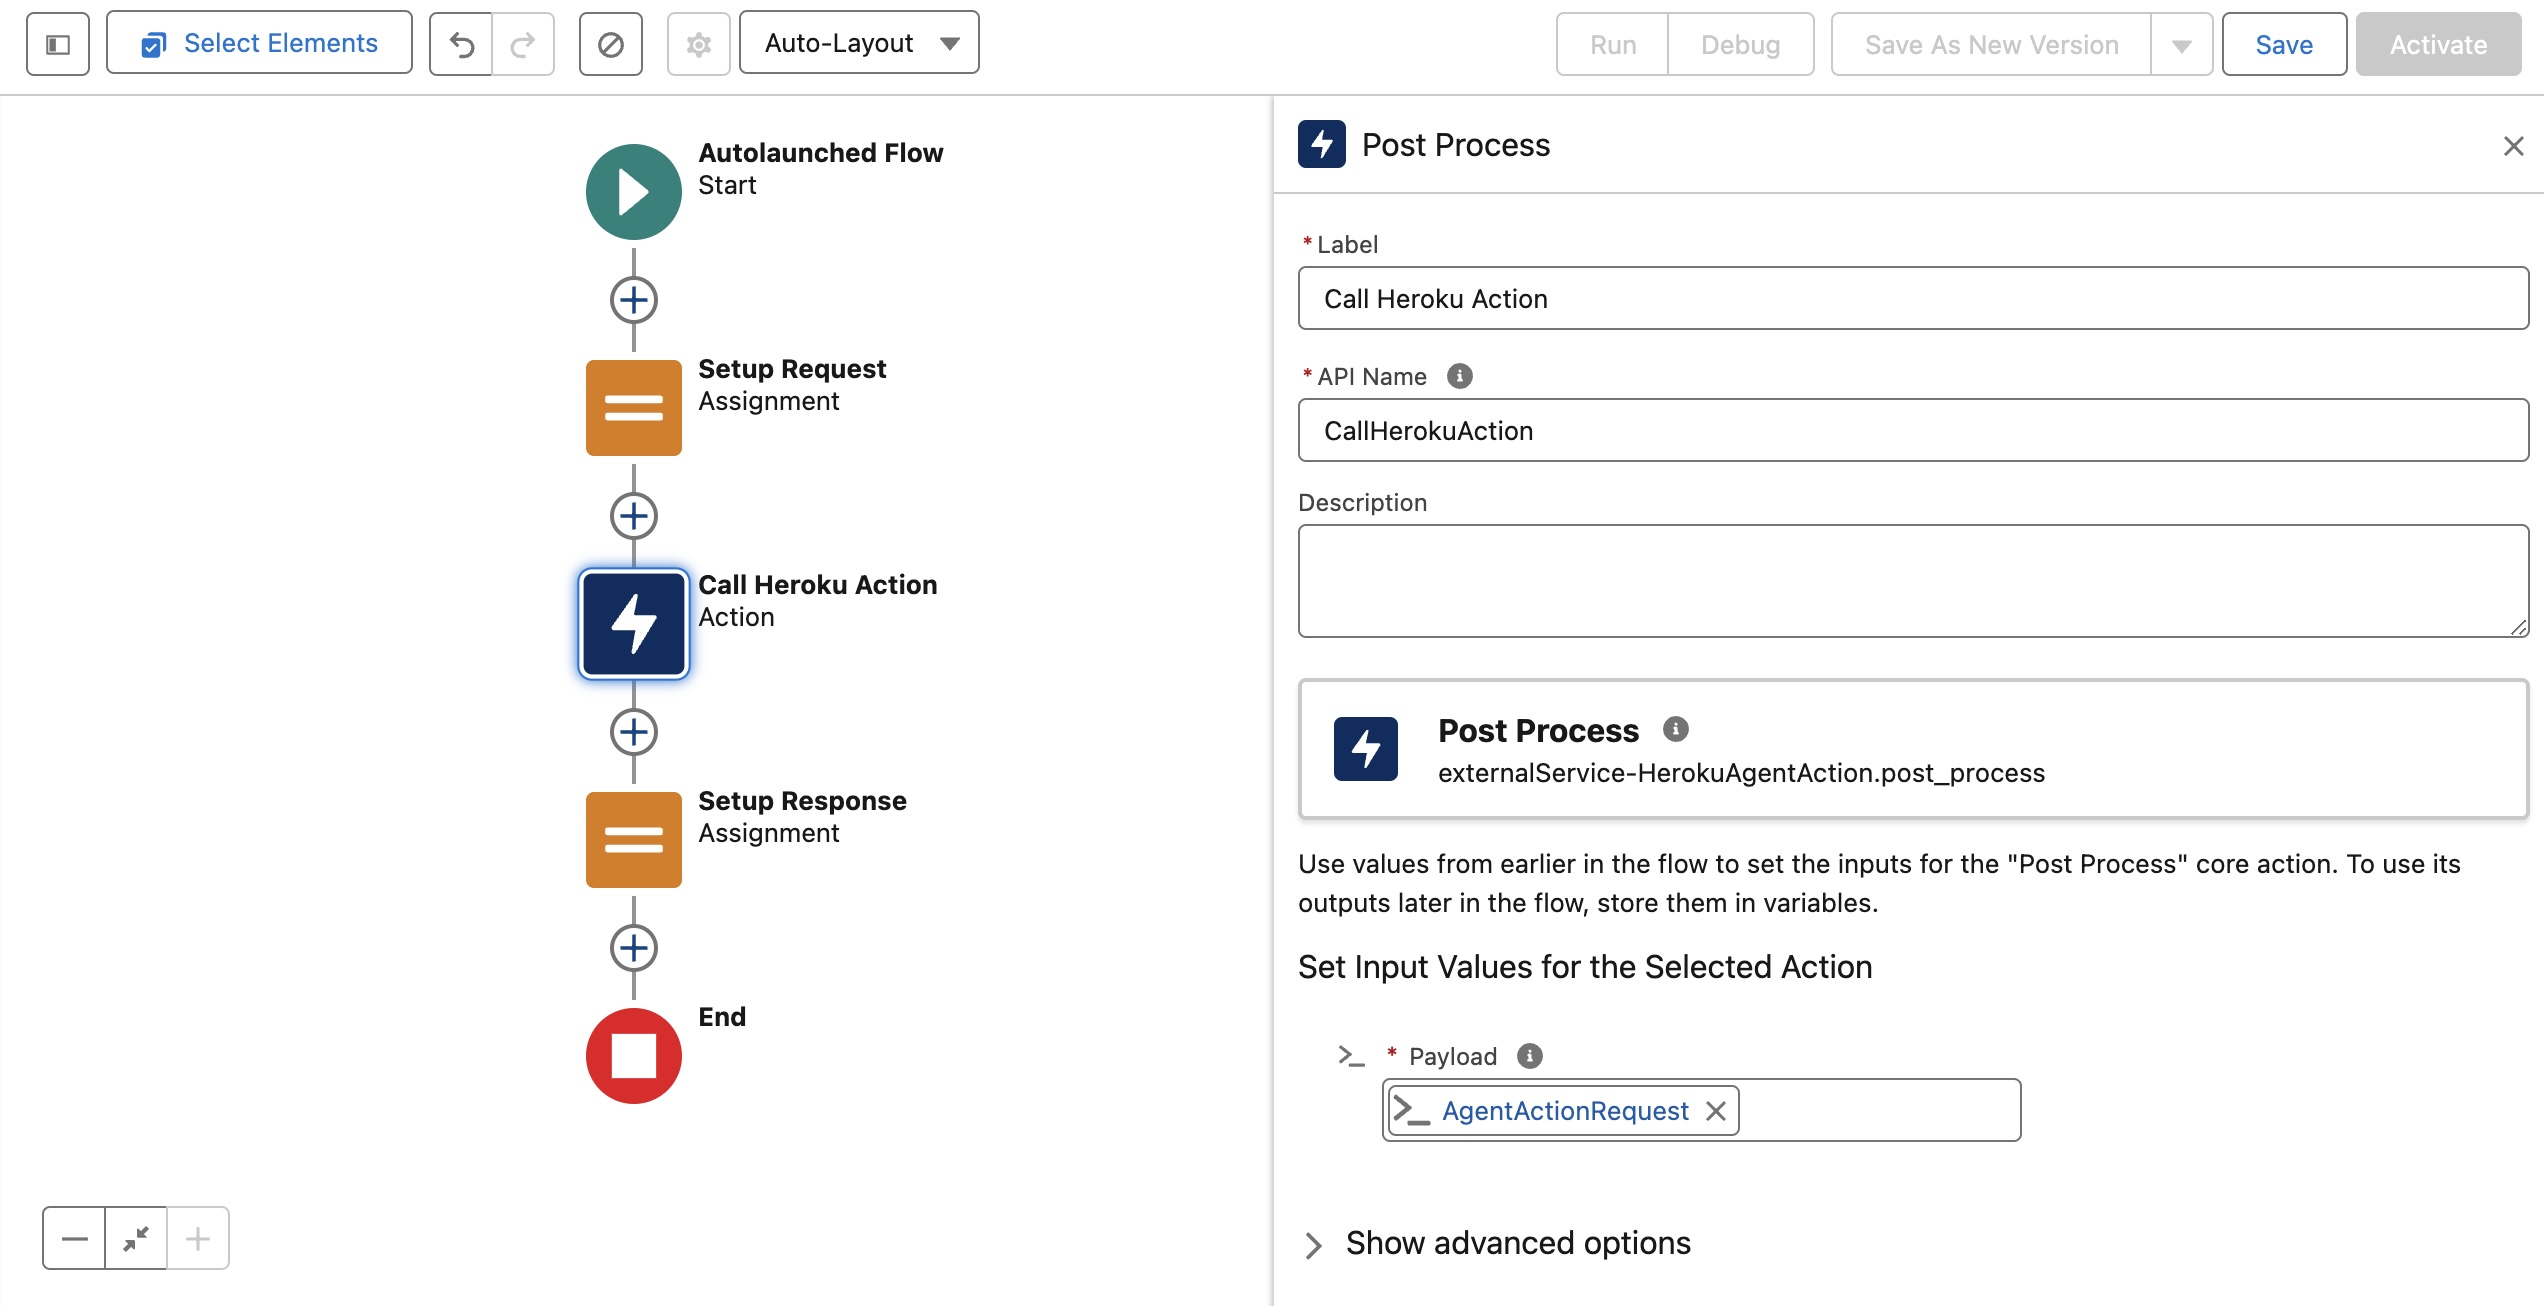 Select Elements
Auto-Layout
Run
Debug
Save As New Version
Save
Activate
Autolaunched Flow
Start
Setup Request
Assignment
Call Heroku Action
Action
Setup Response
Assignment
End
Post Process
* Label
Call Heroku Action
* API Name
CallHerokuAction
Description
Post Process
externalService-HerokuAgentAction.post_process
Use values from earlier in the flow to set the inputs for the "Post Process" core action. To use its
outputs later in the flow, store them in variables.
Set Input Values for the Selected Action
* Payload
AgentActionRequest
Show advanced options